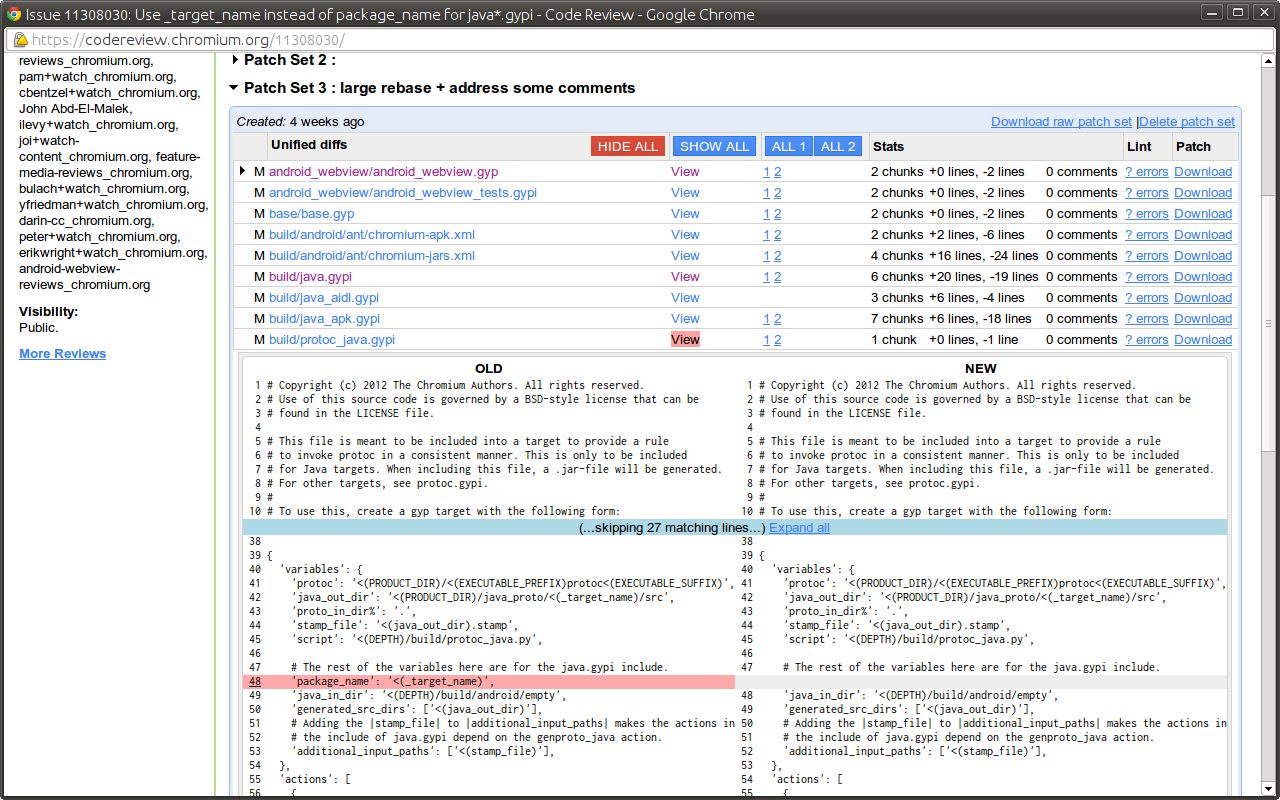 Issue 11308030: Use _target_name instead of package_name for java*.gypi - Code Review - Google Chrome
https://codereview.chromium.org/11308030/
reviews_chromium.org,
pam+watch_chromium.org,
cbentzel+watch_chromium.org,
John Abd-El-Malek,
ilevy+watch_chromium.org,
joi+watch-
content_chromium.org, feature-
media-reviews_chromium.org,
bulach+watch_chromium.org,
yfriedman+watch_chromium.org,
darin-cc_chromium.org,
peter+watch_chromium.org,
erikwright+watch_chromium.org,
android-webview-
reviews_chromium.org
Visibility:
Public.
More Reviews
Patch Set 2 :
Patch Set 3 : large rebase + address some comments
Created: 4 weeks ago Download raw patch set |Delete patch set
Unified diffs HIDE ALL SHOW ALL ALL 1 ALL 2 Stats Lint Patch
M android_webview/android_webview.gyp View 1 2 2 chunks +0 lines, -2 lines 0 comments ? errors Download
M android_webview/android_webview_tests.gypi View 1 2 2 chunks +0 lines, -2 lines 0 comments ? errors Download
M base/base.gyp View 1 2 2 chunks +0 lines, -2 lines 0 comments ? errors Download
M build/android/ant/chromium-apk.xml View 1 2 2 chunks +2 lines, -6 lines 0 comments ? errors Download
M build/android/ant/chromium-jars.xml View 1 2 4 chunks +16 lines, -24 lines 0 comments ? errors Download
M build/java.gypi View 1 2 6 chunks +20 lines, -19 lines 0 comments ? errors Download
M build/java_aidl.gypi View 3 chunks +6 lines, -4 lines 0 comments ? errors Download
M build/java_apk.gypi View 1 2 7 chunks +6 lines, -18 lines 0 comments ? errors Download
M build/protoc_java.gypi View 1 2 1 chunk +0 lines, -1 line 0 comments ? errors Download
OLD NEW
1 # Copyright (c) 2012 The Chromium Authors. All rights reserved. 1 # Copyright (c) 2012 The Chromium Authors. All rights reserved.
2 # Use of this source code is governed by a BSD-style license that can be 2 # Use of this source code is governed by a BSD-style license that can be
3 # found in the LICENSE file. 3 # found in the LICENSE file.
4 4
5 # This file is meant to be included into a target to provide a rule 5 # This file is meant to be included into a target to provide a rule
6 # to invoke protoc in a consistent manner. This is only to be included 6 # to invoke protoc in a consistent manner. This is only to be included
7 # for Java targets. When including this file, a .jar-file will be generated. 7 # for Java targets. When including this file, a .jar-file will be generated.
8 # For other targets, see protoc.gypi. 8 # For other targets, see protoc.gypi.
9 # 9 #
10 # To use this, create a gyp target with the following form: 10 # To use this, create a gyp target with the following form:
(...skipping 27 matching lines...) Expand all
38 38
39 { 39 {
40 'variables': { 40 'variables': {
41 'protoc': '<(PRODUCT_DIR)/<(EXECUTABLE_PREFIX)protoc<(EXECUTABLE_SUFFIX)', 41 'protoc': '<(PRODUCT_DIR)/<(EXECUTABLE_PREFIX)protoc<(EXECUTABLE_SUFFIX)',
42 'java_out_dir': '<(PRODUCT_DIR)/java_proto/<(_target_name)/src', 42 'java_out_dir': '<(PRODUCT_DIR)/java_proto/<(_target_name)/src',
43 'proto_in_dir%': '.', 43 'proto_in_dir%': '.',
44 'stamp_file': '<(java_out_dir).stamp', 44 'stamp_file': '<(java_out_dir).stamp',
45 'script': '<(DEPTH)/build/protoc_java.py', 45 'script': '<(DEPTH)/build/protoc_java.py',
46 46
47 # The rest of the variables here are for the java.gypi include. 47 # The rest of the variables here are for the java.gypi include.
48 'package_name': '<(_target_name)',
49 'java_in_dir': '<(DEPTH)/build/android/empty', 48 'java_in_dir': '<(DEPTH)/build/android/empty',
50 'generated_src_dirs': ['<(java_out_dir)'], 49 'generated_src_dirs': ['<(java_out_dir)'],
51 # Adding the |stamp_file| to |additional_input_paths| makes the actions in 50 # Adding the |stamp_file| to |additional_input_paths| makes the actions in
52 # the include of java.gypi depend on the genproto_java action. 51 # the include of java.gypi depend on the genproto_java action.
53 'additional_input_paths': ['<(stamp_file)'], 52 'additional_input_paths': ['<(stamp_file)'],
54 }, 53 },
55 'actions': [ 54 'actions': [
56 { 55 {